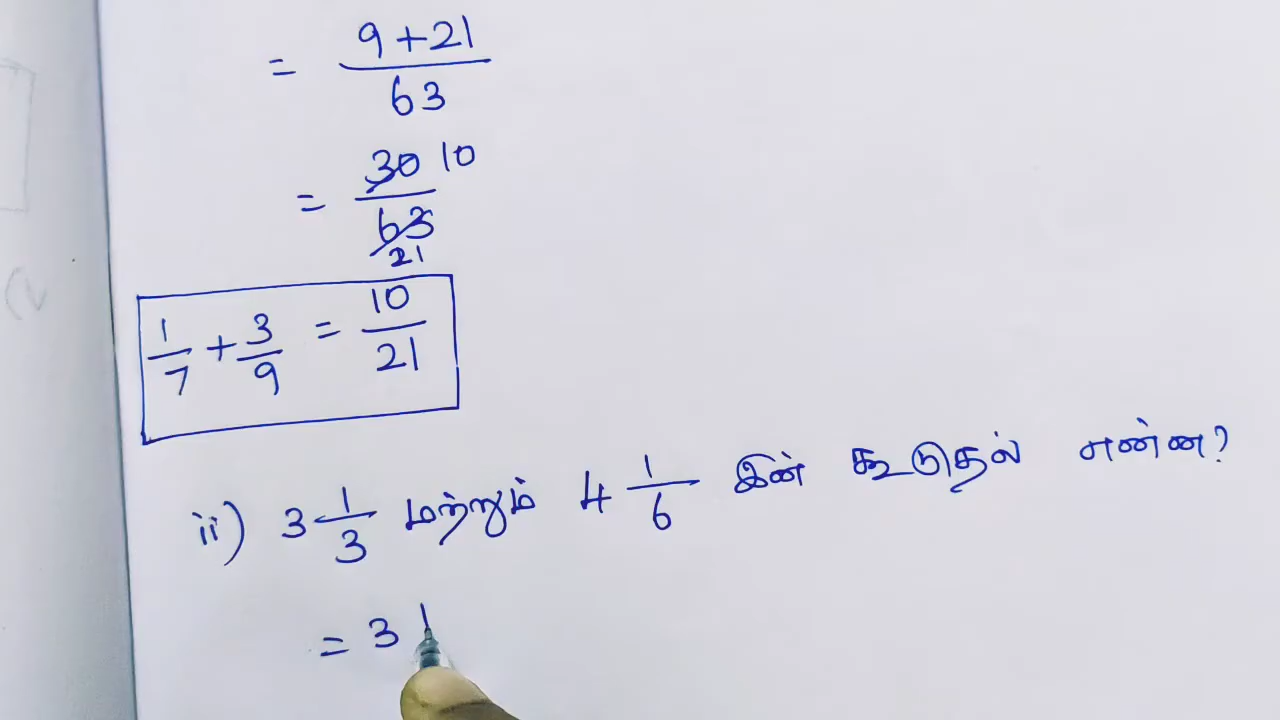 = 9 + 21 / 63
= 30 10 / 63 21
1/7 + 3/9 = 10/21
ii) 3 1/3 மற்றும் 4 1/6 இன் கூடுதல் என்ன?
= 3 1